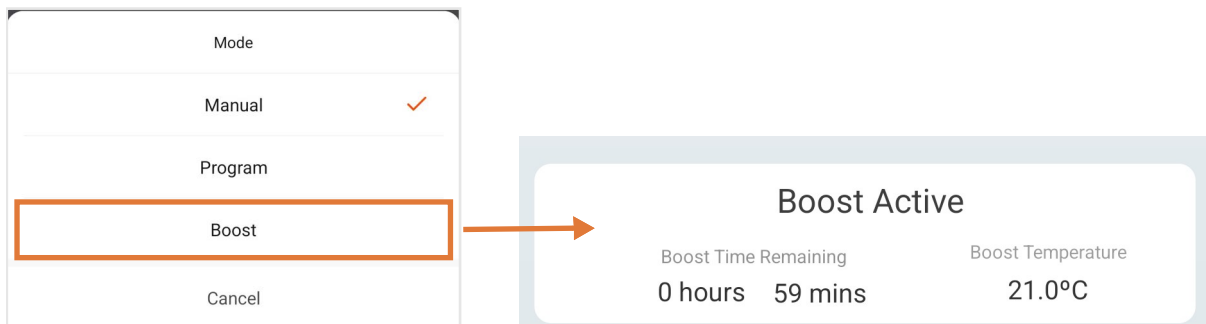 Mode
Manual
Program
Boost
Cancel
Boost Active
Boost Time Remaining
Boost Temperature
0 hours 59 mins
21.0ºC